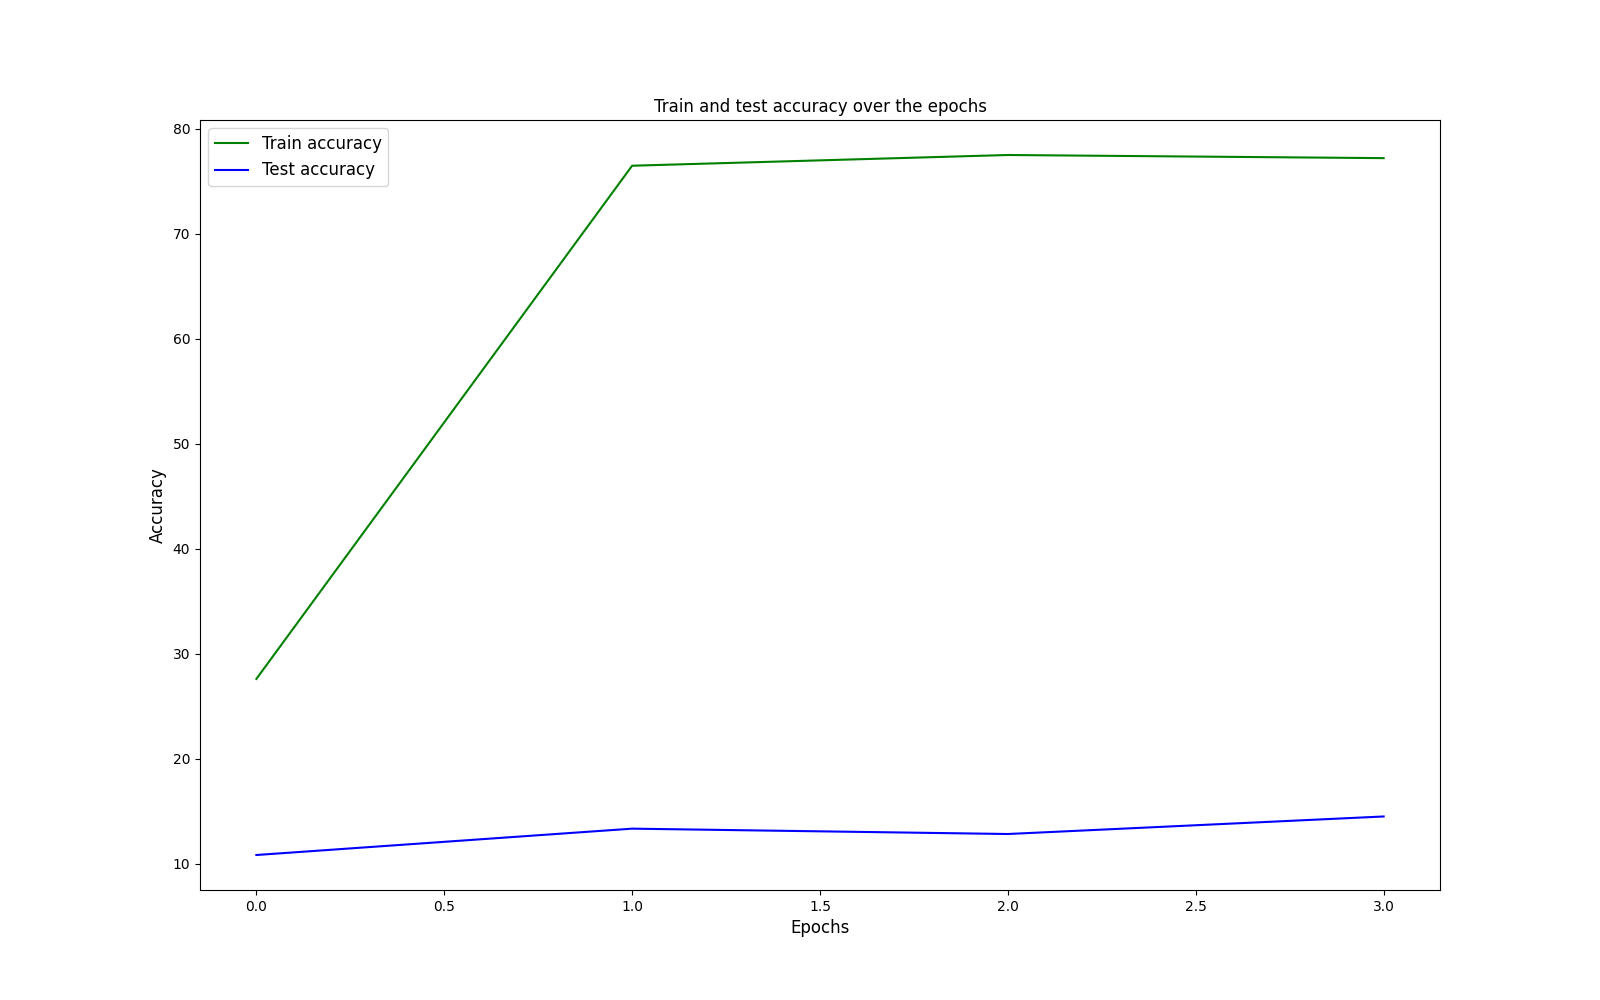 Train and test accuracy over the epochs
Train accuracy
Test accuracy
80
70
60
50
40
30
20
10
Accuracy
0.0 0.5 1.0 1.5 2.0 2.5 3.0
Epochs